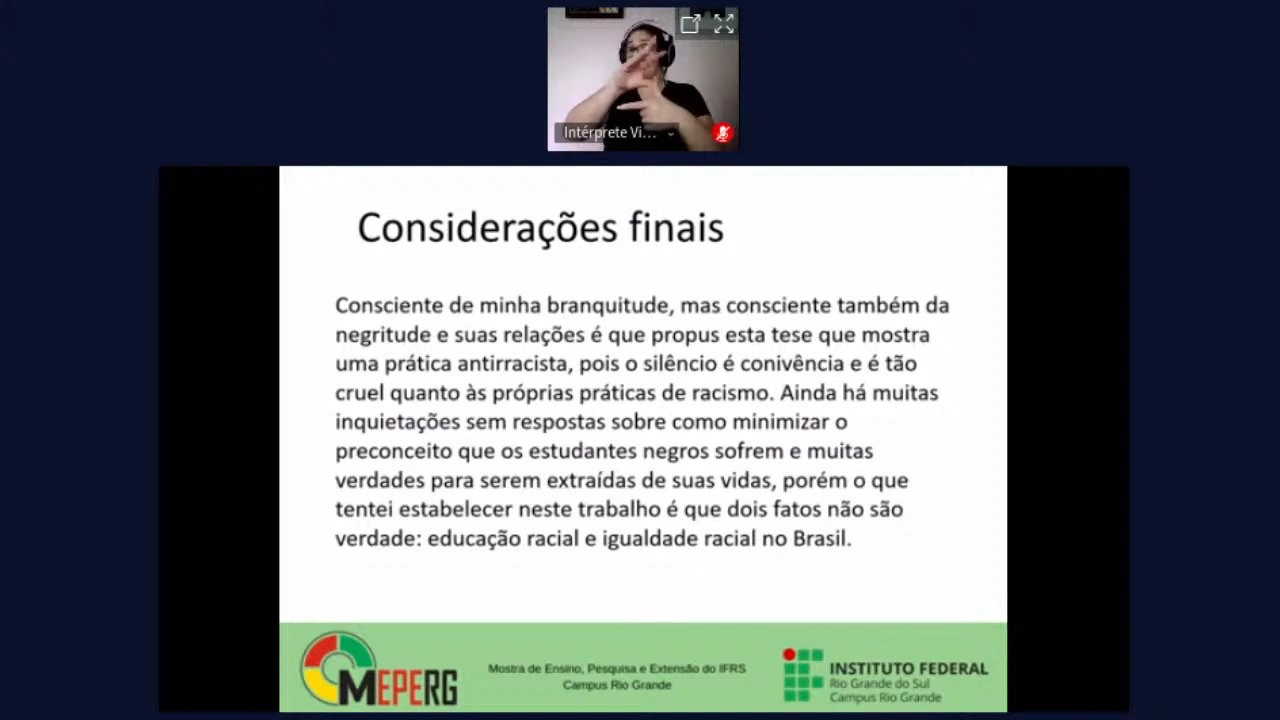 Intérprete Vi...
Considerações finais
Consciente de minha branquitude, mas consciente também da
negritude e suas relações é que propus esta tese que mostra
uma prática antirracista, pois o silêncio é conivência e é tão
cruel quanto às próprias práticas de racismo. Ainda há muitas
inquietações sem respostas sobre como minimizar o
preconceito que os estudantes negros sofrem e muitas
verdades para serem extraídas de suas vidas, porém o que
tentei estabelecer neste trabalho é que dois fatos não são
verdade: educação racial e igualdade racial no Brasil.
MEPERG
Mostra de Ensino, Pesquisa e Extensão do IFRS
Campus Rio Grande
INSTITUTO FEDERAL
Rio Grande do Sul
Campus Rio Grande